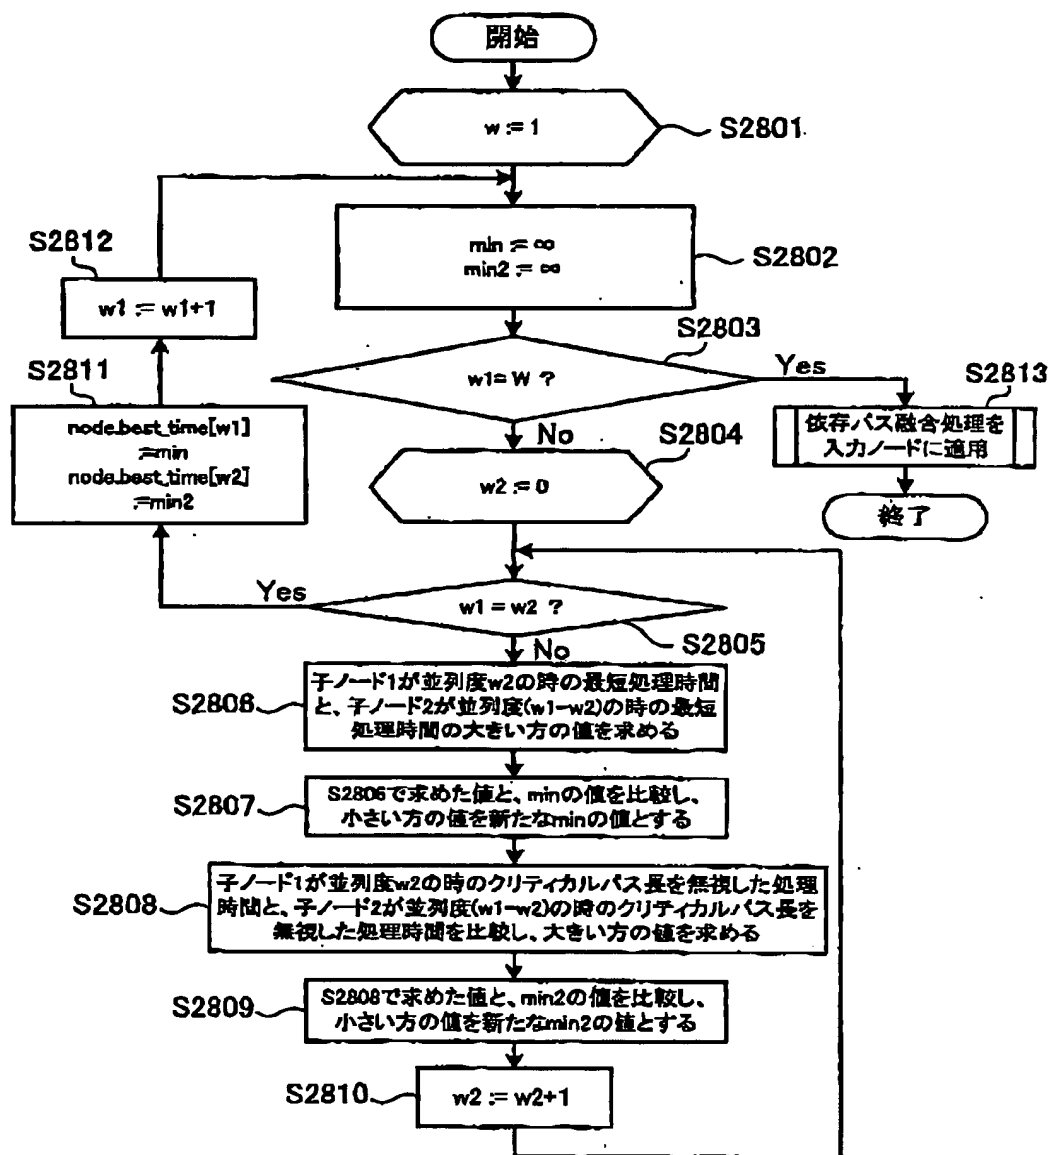 開始
w := 1
S2801
min := ∞
min2 := ∞
S2802
S2812
w1 := w1+1
S2803
w1= W ?
Yes
S2813
依存パス融合処理を
入力ノードに適用
終了
S2811
node.best_time[w1]
:=min
node.best_time[w2]
:=min2
No
S2804
w2 := 0
Yes
w1 = w2 ?
S2805
No
S2806
子ノード1が並列度w2の時の最短処理時間
と、子ノード2が並列度(w1-w2)の時の最短
処理時間の大きい方の値を求める
S2807
S2806で求めた値と、minの値を比較し、
小さい方の値を新たなminの値とする
S2808
子ノード1が並列度w2の時のクリティカルパス長を無視した処理
時間と、子ノード2が並列度(w1-w2)の時のクリティカルパス長を
無視した処理時間を比較し、大きい方の値を求める
S2809
S2808で求めた値と、min2の値を比較し、
小さい方の値を新たなmin2の値とする
S2810
w2 := w2+1